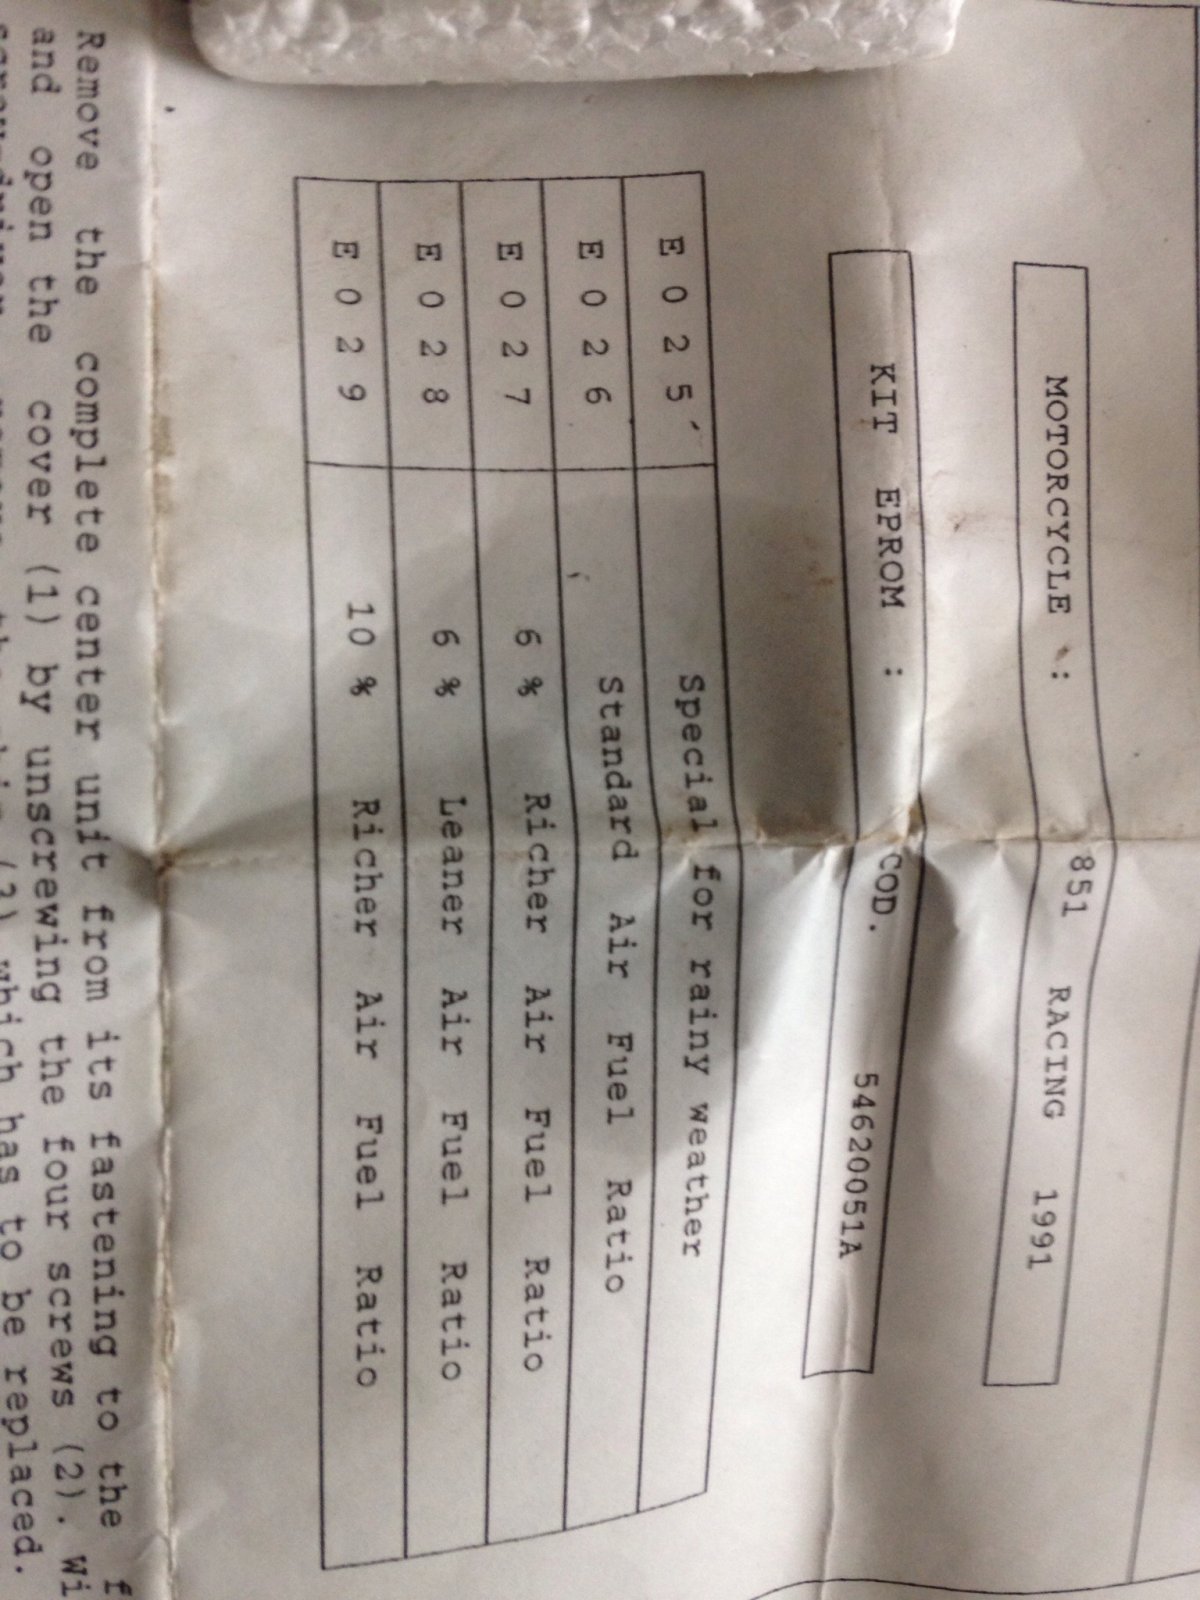 MOTORCYCLE : 851 RACING 1991
KIT EPROM : COD. 54620051A
E 0 2 5 Special for rainy weather
E 0 2 6 Standard Air Fuel Ratio
E 0 2 7 6 % Richer Air Fuel Ratio
E 0 2 8 6 % Leaner Air Fuel Ratio
E 0 2 9 10 % Richer Air Fuel Ratio
Remove the complete center unit from its fastening to the f
and open the cover (1) by unscrewing the four screws (2). Wi
(3) which has to be replaced.